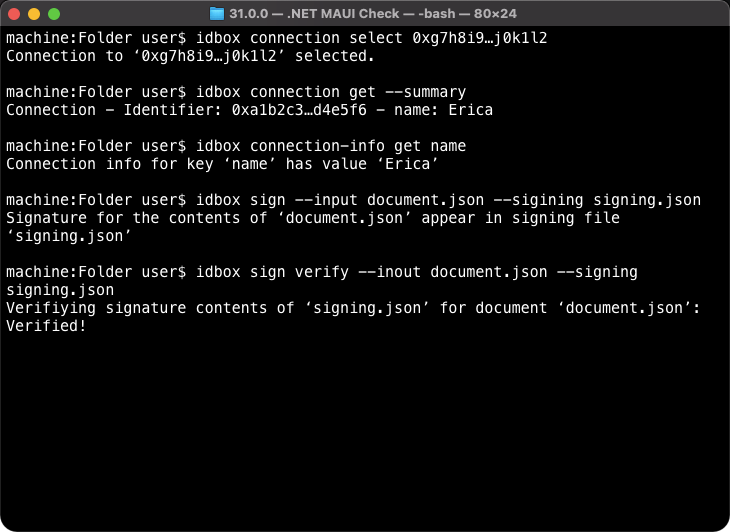 31.0.0 — .NET MAUI Check — -bash — 80×24
machine:Folder user$ idbox connection select 0xg7h8i9…j0k1l2
Connection to ‘0xg7h8i9…j0k1l2’ selected.
machine:Folder user$ idbox connection get --summary
Connection - Identifier: 0xa1b2c3…d4e5f6 - name: Erica
machine:Folder user$ idbox connection-info get name
Connection info for key ‘name’ has value ‘Erica’
machine:Folder user$ idbox sign --input document.json --sigining signing.json
Signature for the contents of ‘document.json’ appear in signing file
‘signing.json’
machine:Folder user$ idbox sign verify --inout document.json --signing
signing.json
Verifiying signature contents of ‘signing.json’ for document ‘document.json’:
Verified!